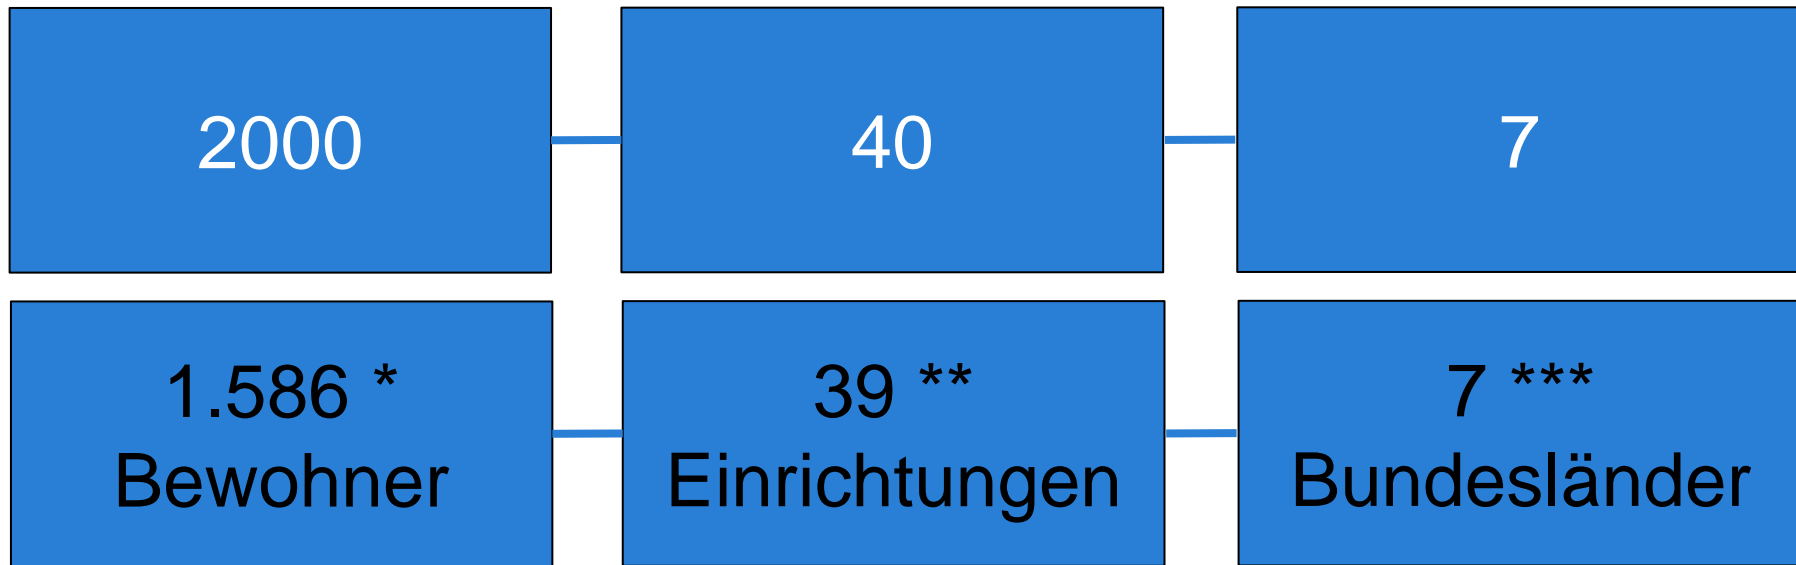 2000
40
7
1.586 *
Bewohner
39 **
Einrichtungen
7 ***
Bundesländer